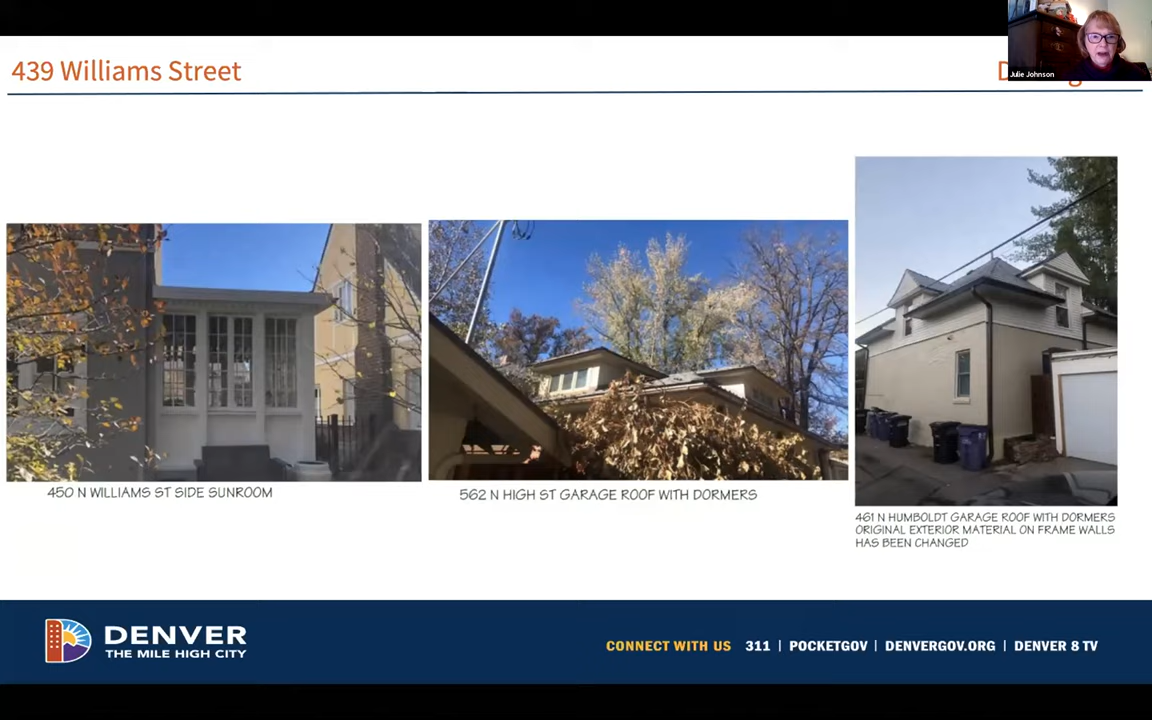 439 Williams Street
Julie Johnson
450 N WILLIAMS ST SIDE SUNROOM
562 N HIGH ST GARAGE ROOF WITH DORMERS
461 N HUMBOLDT GARAGE ROOF WITH DORMERS
ORIGINAL EXTERIOR MATERIAL ON FRAME WALLS
HAS BEEN CHANGED
DENVER
THE MILE HIGH CITY
CONNECT WITH US 311 | POCKETGOV | DENVERGOV.ORG | DENVER 8 TV